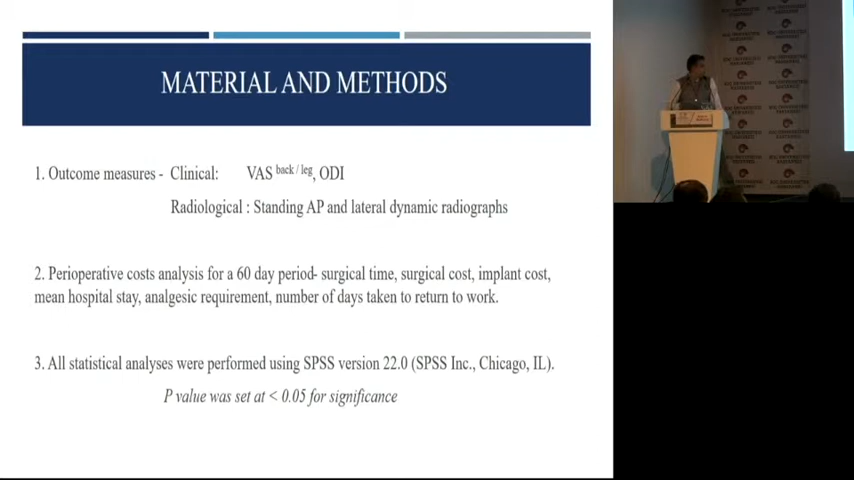 MATERIAL AND METHODS
1. Outcome measures - Clinical: VAS back / leg, ODI
Radiological : Standing AP and lateral dynamic radiographs
2. Perioperative costs analysis for a 60 day period- surgical time, surgical cost, implant cost,
mean hospital stay, analgesic requirement, number of days taken to return to work.
3. All statistical analyses were performed using SPSS version 22.0 (SPSS Inc., Chicago, IL).
P value was set at < 0.05 for significance